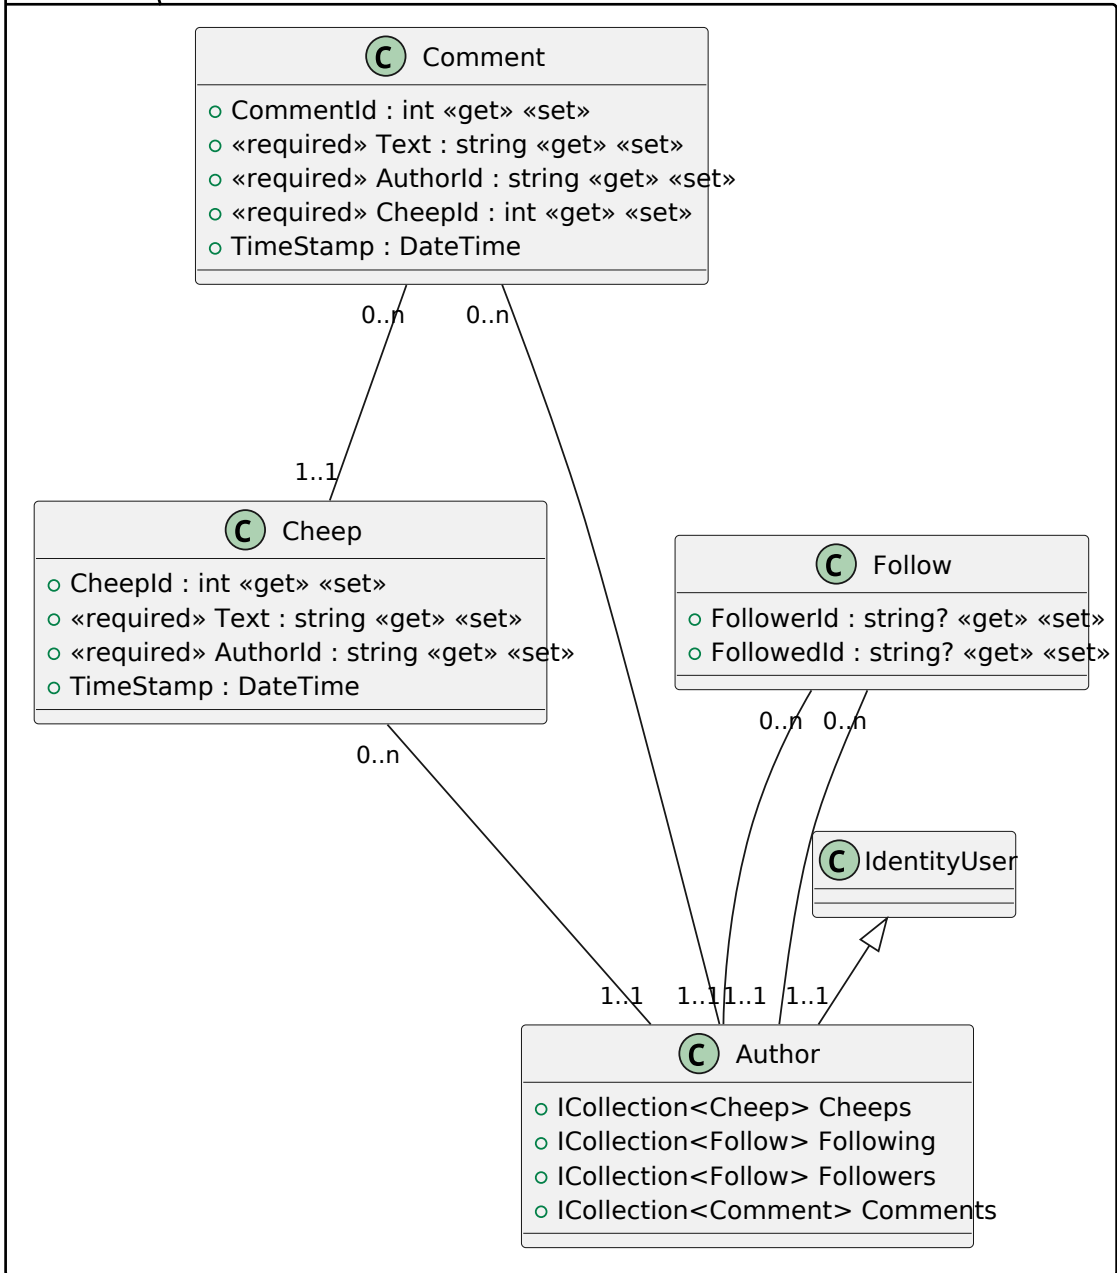 C Comment
CommentId : int «get» «set»
«required» Text : string «get» «set»
«required» AuthorId : string «get» «set»
«required» CheepId : int «get» «set»
TimeStamp : DateTime
0..n 0..n
1..1
C Cheep
CheepId : int «get» «set»
«required» Text : string «get» «set»
«required» AuthorId : string «get» «set»
TimeStamp : DateTime
C Follow
FollowerId : string? «get» «set»
FollowedId : string? «get» «set»
0..n 0..n
0..n
C IdentityUser
1..1 1..1 1..1 1..1
C Author
ICollection<Cheep> Cheeps
ICollection<Follow> Following
ICollection<Follow> Followers
ICollection<Comment> Comments